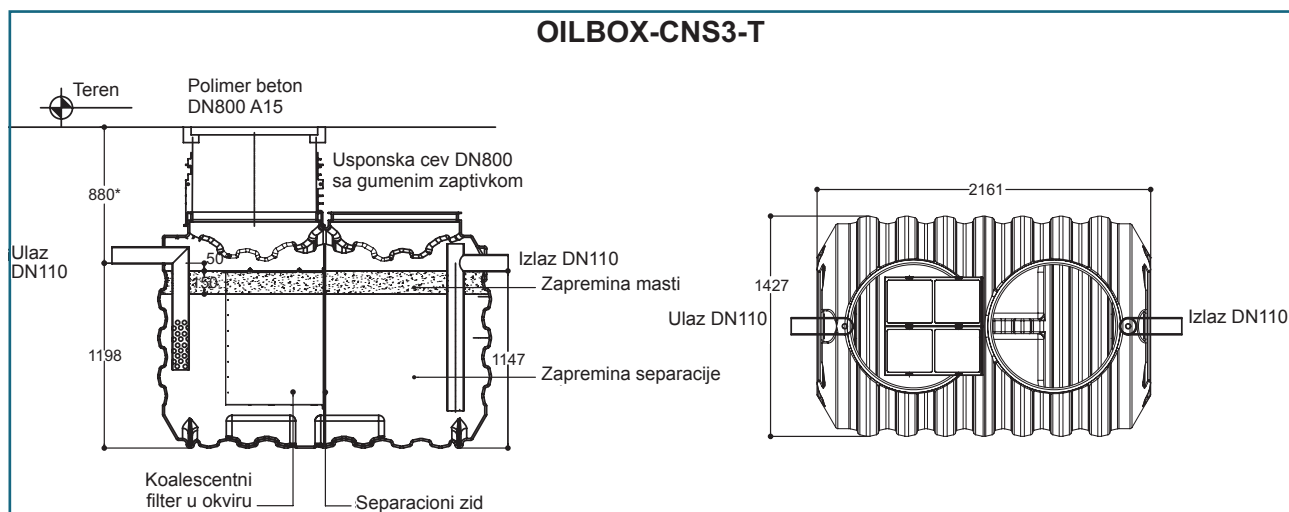 OILBOX-CNS3-T
Teren
Polimer beton
DN800 A15
Usponska cev DN800
sa gumenim zaptivkom
880*
Ulaz
DN110
50
150
Izlaz DN110
Zapremina masti
1198
1147
Zapremina separacije
Koalescentni
filter u okviru
Separacioni zid
2161
1427
Ulaz DN110
Izlaz DN110